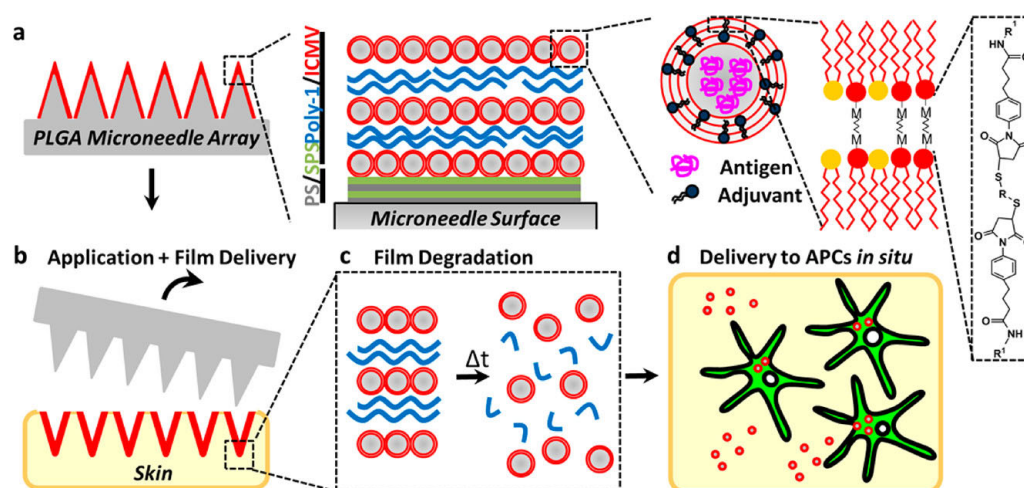 a
PLGA Microneedle Array
PS/SPS
Poly-1/ICMV
Microneedle Surface
Antigen
Adjuvant
M
M
M
M
M
M
R¹
HN
O
O
N
O
S
R
S
O
N
O
O
NH
R¹
b
Application + Film Delivery
Skin
c
Film Degradation
Δt
d
Delivery to APCs in situ